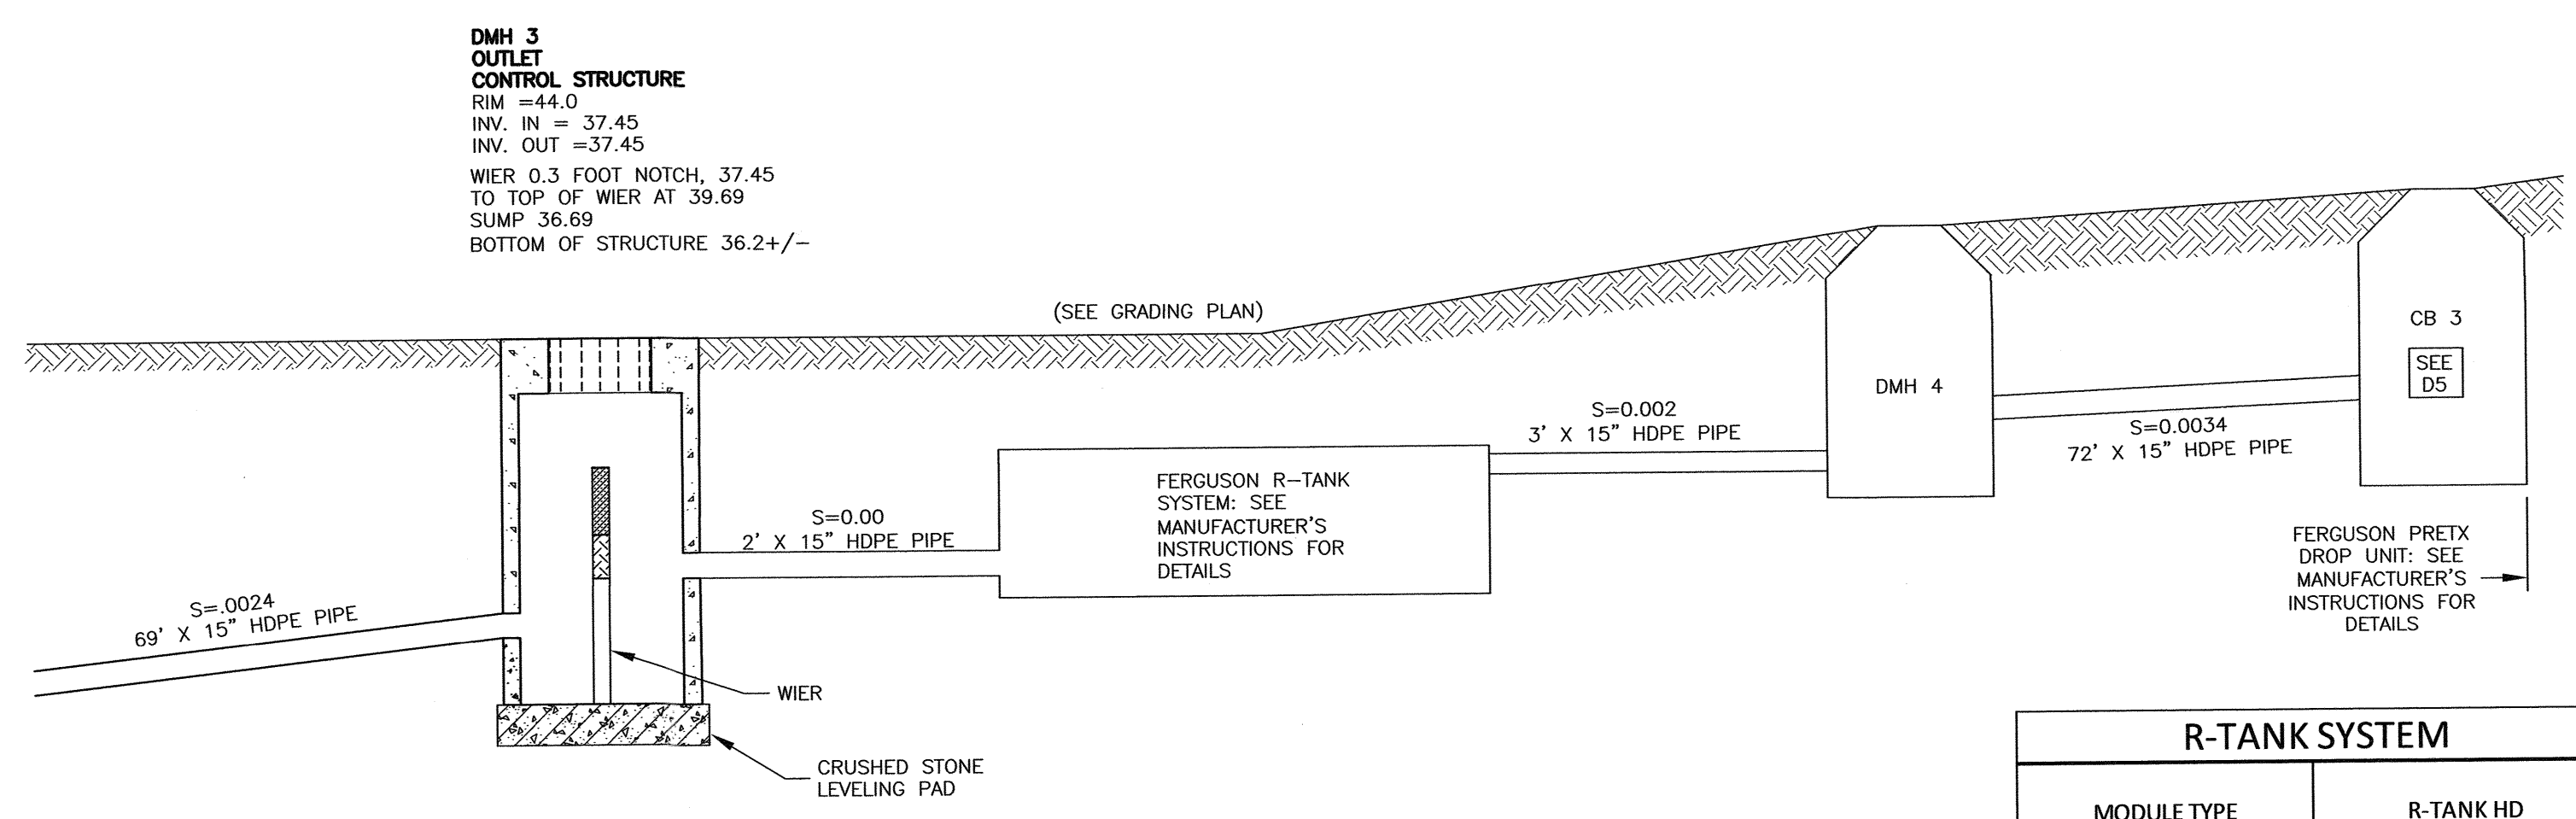 DMH 3
OUTLET
CONTROL STRUCTURE
RIM =44.0
INV. IN = 37.45
INV. OUT =37.45
WIER 0.3 FOOT NOTCH, 37.45
TO TOP OF WIER AT 39.69
SUMP 36.69
BOTTOM OF STRUCTURE 36.2+/-
(SEE GRADING PLAN)
S=.0024
69' X 15" HDPE PIPE
WIER
CRUSHED STONE
LEVELING PAD
S=0.00
2' X 15" HDPE PIPE
FERGUSON R-TANK
SYSTEM: SEE
MANUFACTURER'S
INSTRUCTIONS FOR
DETAILS
S=0.002
3' X 15" HDPE PIPE
DMH 4
S=0.0034
72' X 15" HDPE PIPE
CB 3
SEE
D5
FERGUSON PRETX
DROP UNIT: SEE
MANUFACTURER'S
INSTRUCTIONS FOR
DETAILS
R-TANK SYSTEM
MODULE TYPE
R-TANK HD